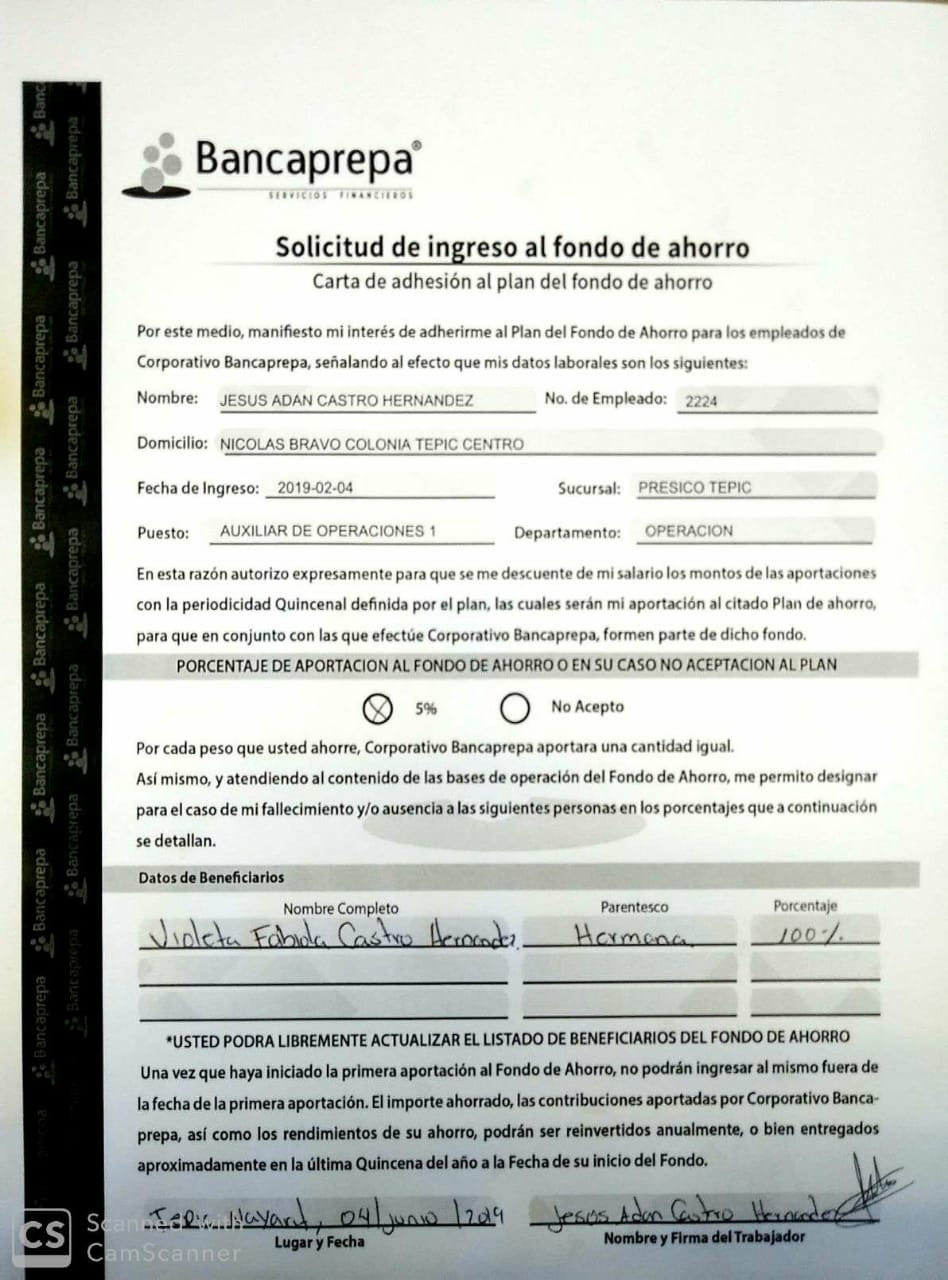 Bancaprepa®
SERVICIOS FINANCIEROS
Solicitud de ingreso al fondo de ahorro
Carta de adhesión al plan del fondo de ahorro
Por este medio, manifiesto mi interés de adherirme al Plan del Fondo de Ahorro para los empleados de
Corporativo Bancaprepa, señalando al efecto que mis datos laborales son los siguientes:
Nombre: JESUS ADAN CASTRO HERNANDEZ No. de Empleado: 2224
Domicilio: NICOLAS BRAVO COLONIA TEPIC CENTRO
Fecha de Ingreso: 2019-02-04 Sucursal: PRESICO TEPIC
Puesto: AUXILIAR DE OPERACIONES 1 Departamento: OPERACION
En esta razón autorizo expresamente para que se me descuente de mi salario los montos de las aportaciones
con la periodicidad Quincenal definida por el plan, las cuales serán mi aportación al citado Plan de ahorro,
para que en conjunto con las que efectúe Corporativo Bancaprepa, formen parte de dicho fondo.
PORCENTAJE DE APORTACION AL FONDO DE AHORRO O EN SU CASO NO ACEPTACION AL PLAN
5% No Acepto
Por cada peso que usted ahorre, Corporativo Bancaprepa aportara una cantidad igual.
Así mismo, y atendiendo al contenido de las bases de operación del Fondo de Ahorro, me permito designar
para el caso de mi fallecimiento y/o ausencia a las siguientes personas en los porcentajes que a continuación
se detallan.
Datos de Beneficiarios
Nombre Completo Parentesco Porcentaje
Violeta Fabiola Castro Hernandez Hermana 100%
*USTED PODRA LIBREMENTE ACTUALIZAR EL LISTADO DE BENEFICIARIOS DEL FONDO DE AHORRO
Una vez que haya iniciado la primera aportación al Fondo de Ahorro, no podrán ingresar al mismo fuera de
la fecha de la primera aportación. El importe ahorrado, las contribuciones aportadas por Corporativo Banca-
prepa, así como los rendimientos de su ahorro, podrán ser reinvertidos anualmente, o bien entregados
aproximadamente en la última Quincena del año a la Fecha de su inicio del Fondo.
Tepic Nayarit, 04/Junio/2019 Jesus Adan Castro Hernandez
Lugar y Fecha Nombre y Firma del Trabajador
CS Scanned with
CamScanner